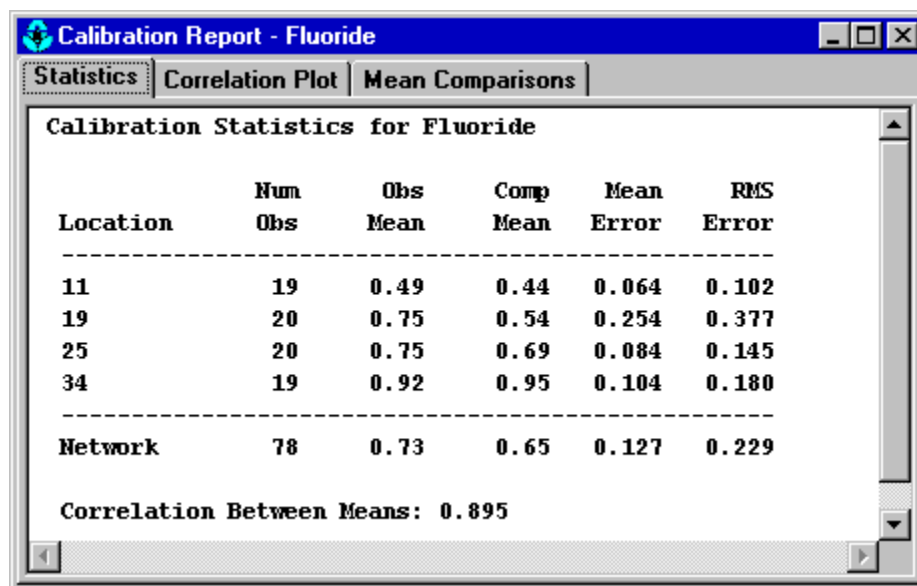 Calibration Report - Fluoride
Statistics Correlation Plot Mean Comparisons
Calibration Statistics for Fluoride
Num Obs Comp Mean RMS
Location Obs Mean Mean Error Error
-----------------------------------------------------
11 19 0.49 0.44 0.064 0.102
19 20 0.75 0.54 0.254 0.377
25 20 0.75 0.69 0.084 0.145
34 19 0.92 0.95 0.104 0.180
-----------------------------------------------------
Network 78 0.73 0.65 0.127 0.229
Correlation Between Means: 0.895